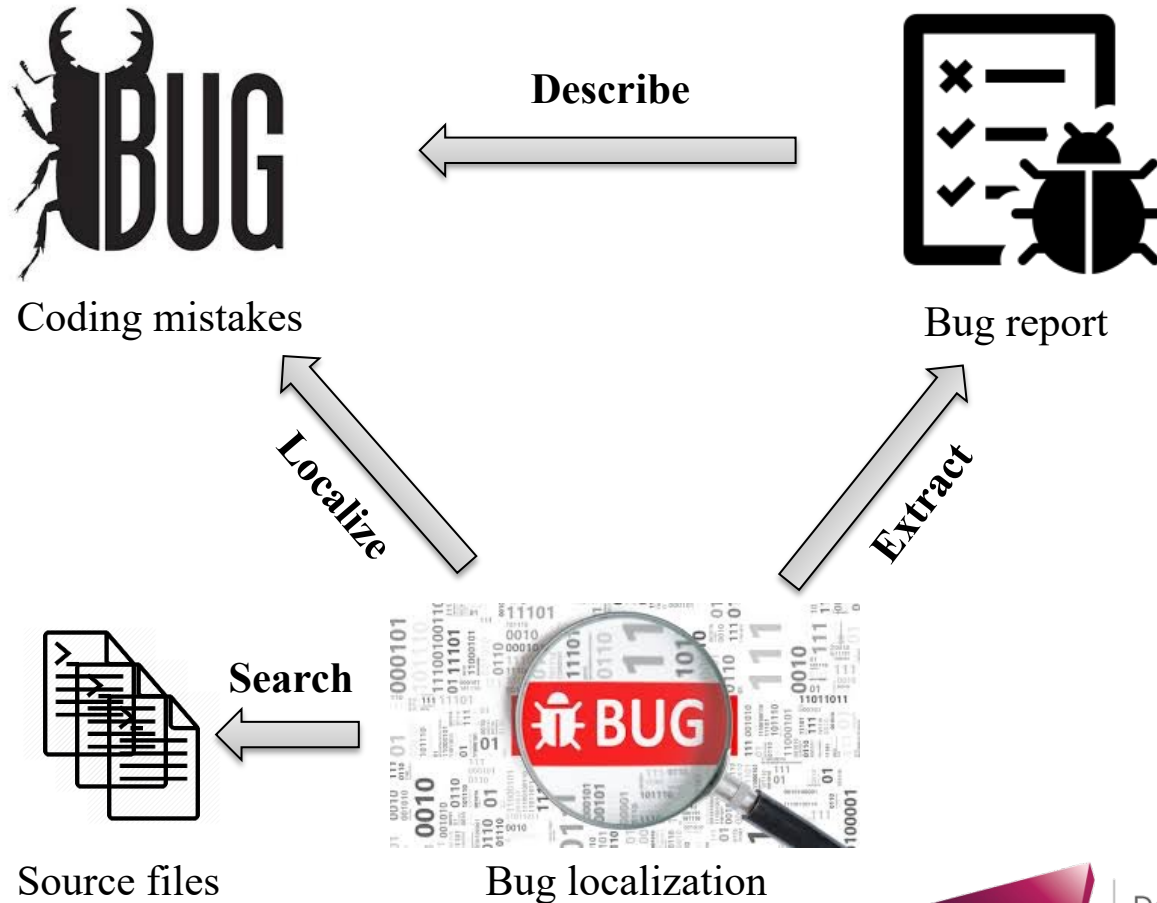 BUG
Describe
Coding mistakes
Bug report
Localize
Extract
Search
BUG
Source files
Bug localization